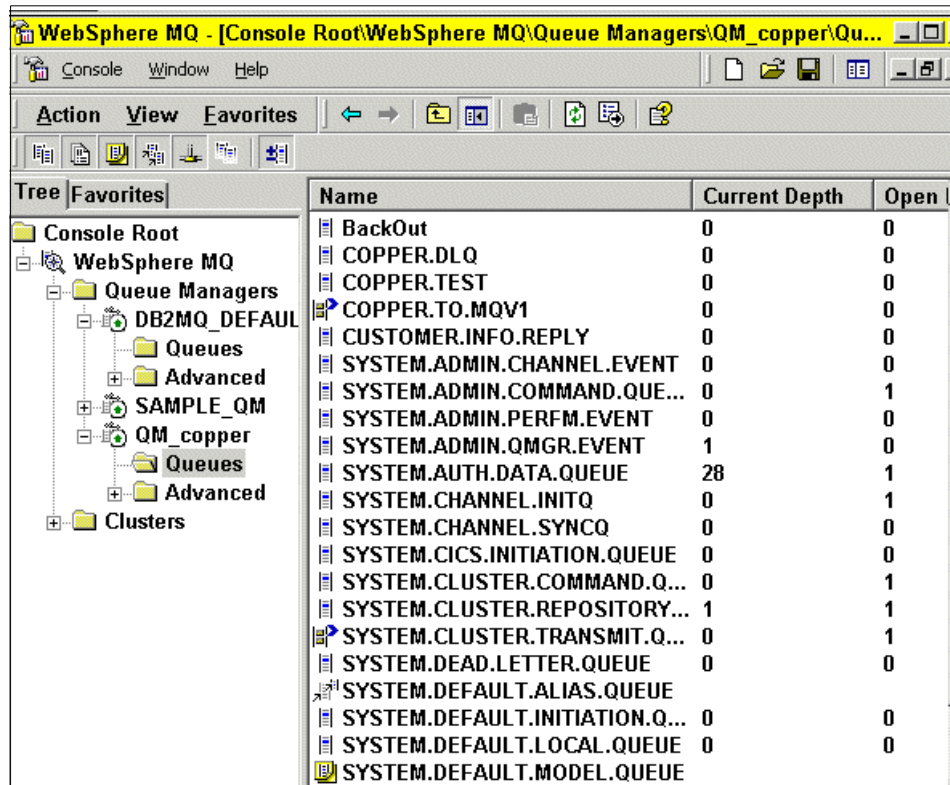 WebSphere MQ - [Console Root\WebSphere MQ\Queue Managers\QM_copper\Qu...
Console Window Help
Action View Favorites
Tree Favorites
Console Root
WebSphere MQ
Queue Managers
DB2MQ_DEFAUL
Queues
Advanced
SAMPLE_QM
QM_copper
Queues
Advanced
Clusters
Name Current Depth Open
BackOut 0 0
COPPER.DLQ 0 0
COPPER.TEST 0 0
COPPER.TO.MQV1 0 0
CUSTOMER.INFO.REPLY 0 0
SYSTEM.ADMIN.CHANNEL.EVENT 0 0
SYSTEM.ADMIN.COMMAND.QUE... 0 1
SYSTEM.ADMIN.PERFM.EVENT 0 0
SYSTEM.ADMIN.QMGR.EVENT 1 0
SYSTEM.AUTH.DATA.QUEUE 28 1
SYSTEM.CHANNEL.INITQ 0 1
SYSTEM.CHANNEL.SYNCQ 0 0
SYSTEM.CICS.INITIATION.QUEUE 0 0
SYSTEM.CLUSTER.COMMAND.Q... 0 1
SYSTEM.CLUSTER.REPOSITORY... 1 1
SYSTEM.CLUSTER.TRANSMIT.Q... 0 1
SYSTEM.DEAD.LETTER.QUEUE 0 0
SYSTEM.DEFAULT.ALIAS.QUEUE
SYSTEM.DEFAULT.INITIATION.Q... 0 0
SYSTEM.DEFAULT.LOCAL.QUEUE 0 0
SYSTEM.DEFAULT.MODEL.QUEUE